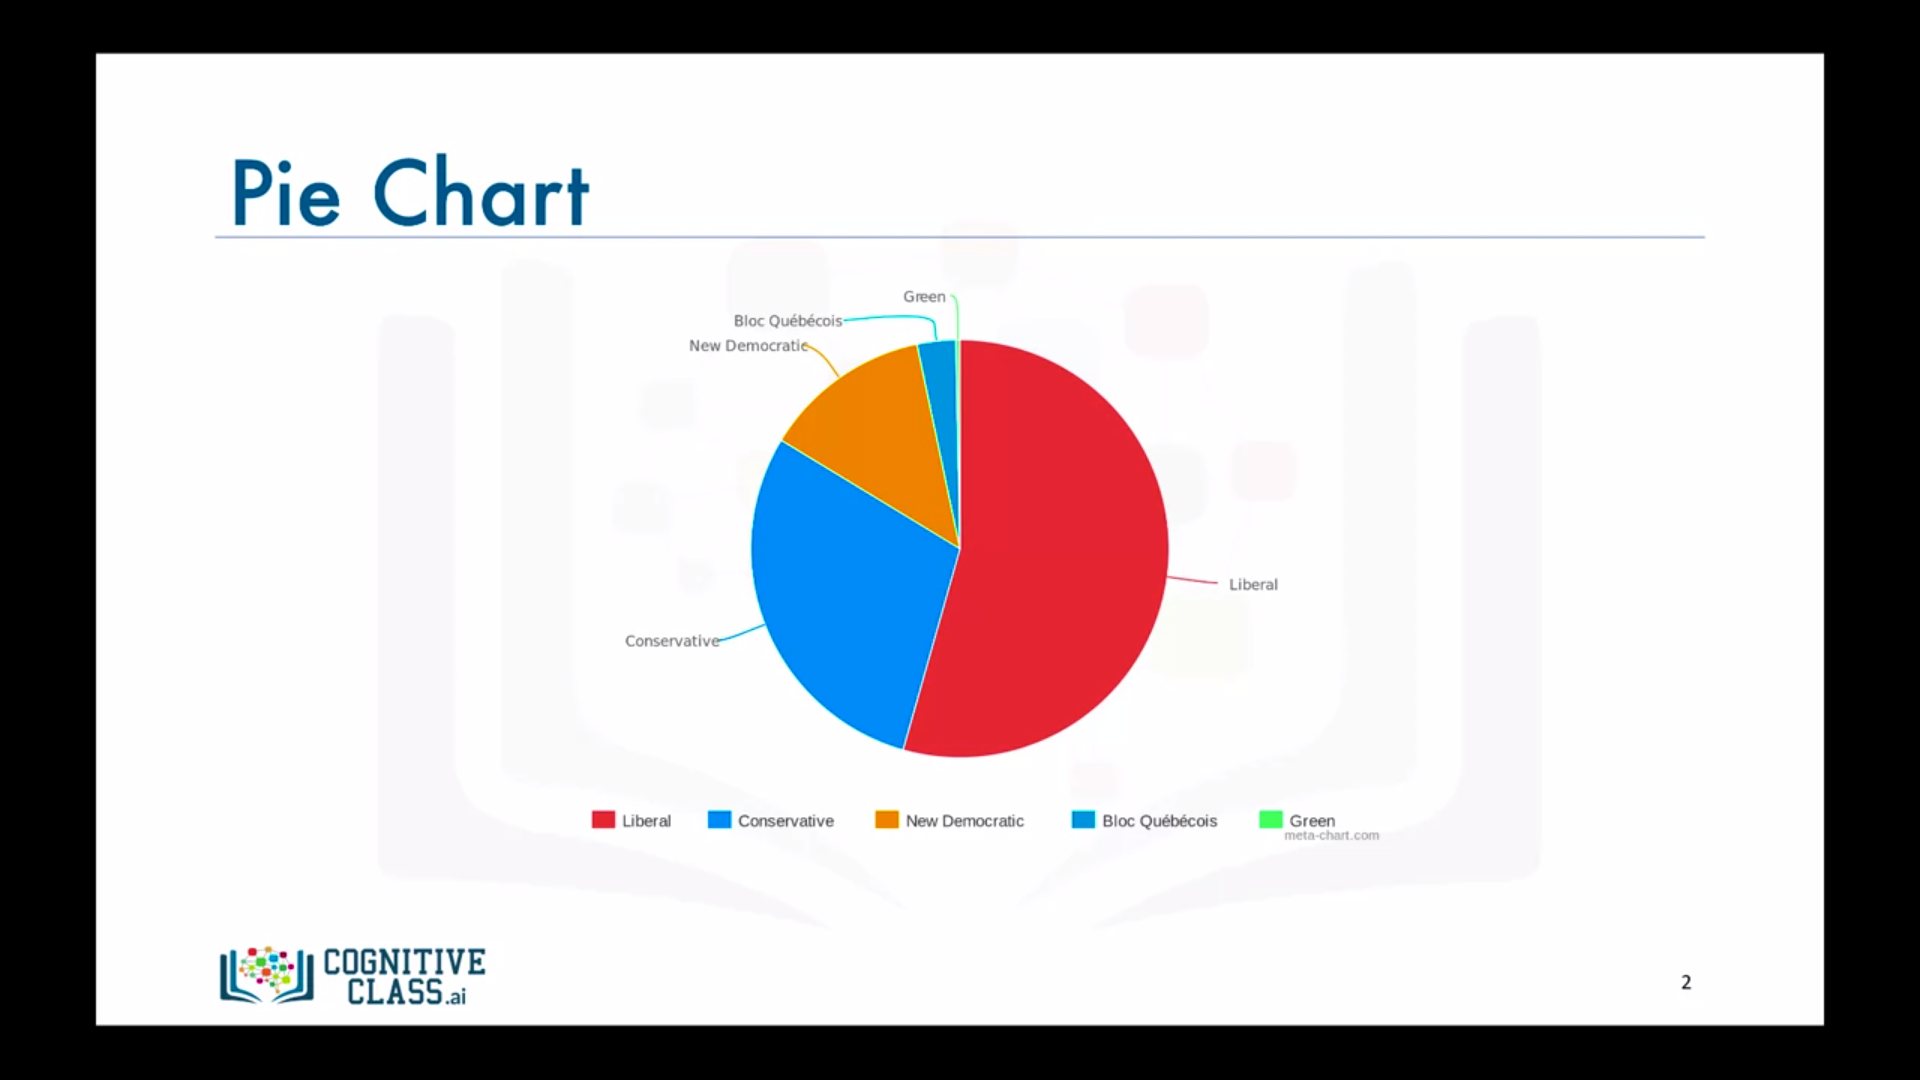 Pie Chart
Green
Bloc Québécois
New Democratic
Liberal
Conservative
Liberal Conservative New Democratic Bloc Québécois Green
meta-chart.com
COGNITIVE
CLASS.ai
2